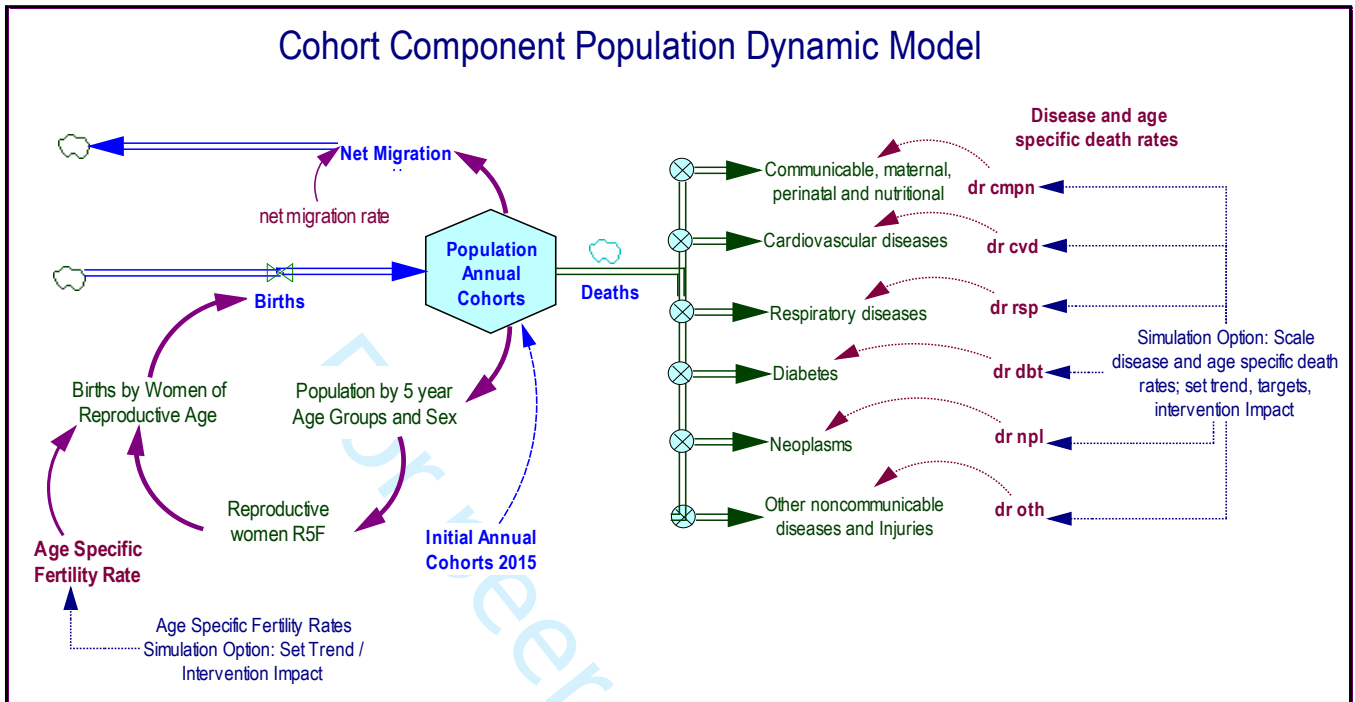 Cohort Component Population Dynamic Model
Disease and age
specific death rates
Net Migration
net migration rate
Communicable, maternal,
perinatal and nutritional
dr cmpn
Population
Annual
Cohorts
Cardiovascular diseases
dr cvd
Births
Deaths
Respiratory diseases
dr rsp
Simulation Option: Scale
disease and age specific death
rates; set trend, targets,
intervention Impact
Diabetes
dr dbt
Births by Women of
Reproductive Age
Population by 5 year
Age Groups and Sex
Neoplasms
dr npl
Reproductive
women R5F
Other noncommunicable
diseases and Injuries
dr oth
Initial Annual
Cohorts 2015
Age Specific
Fertility Rate
Age Specific Fertility Rates
Simulation Option: Set Trend /
Intervention Impact
For peer